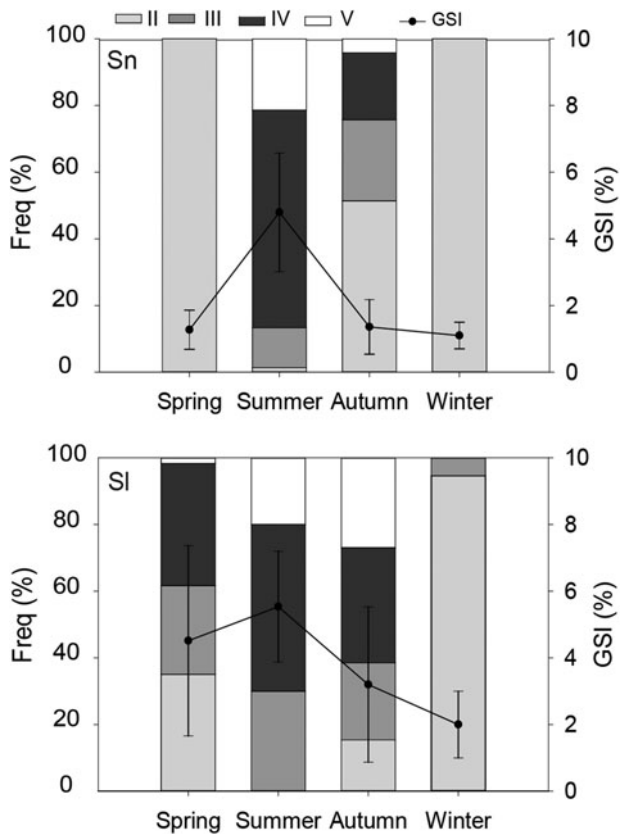 II III IV V GSI
Sn
100 10
80 8
60 6
40 4
20 2
0 0
Freq (%)
GSI (%)
Spring Summer Autumn Winter
Sl
100 10
80 8
60 6
40 4
20 2
0 0
Freq (%)
GSI (%)
Spring Summer Autumn Winter